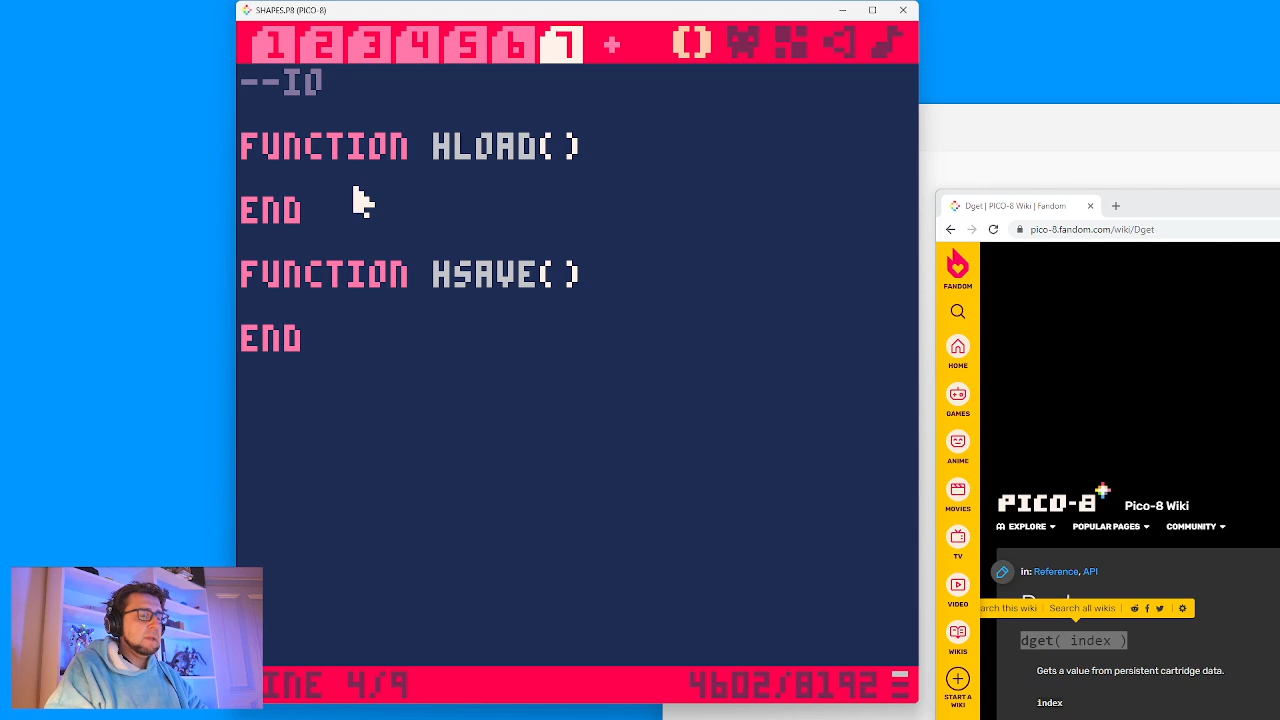 SHAPES.P8 (PICO-8)
1 2 3 4 5 6 7 +
--IO
FUNCTION HLOAD()
END
FUNCTION HSAVE()
END
INE 4/9
4602/8192
Dget | PICO-8 Wiki | Fandom
pico-8.fandom.com/wiki/Dget
FANDOM
HOME
GAMES
ANIME
MOVIES
TV
VIDEO
WIKIS
START A
WIKI
PICO-8
Pico-8 Wiki
EXPLORE
POPULAR PAGES
COMMUNITY
in: Reference, API
arch this wiki
Search all wikis
dget( index )
Gets a value from persistent cartridge data.
index